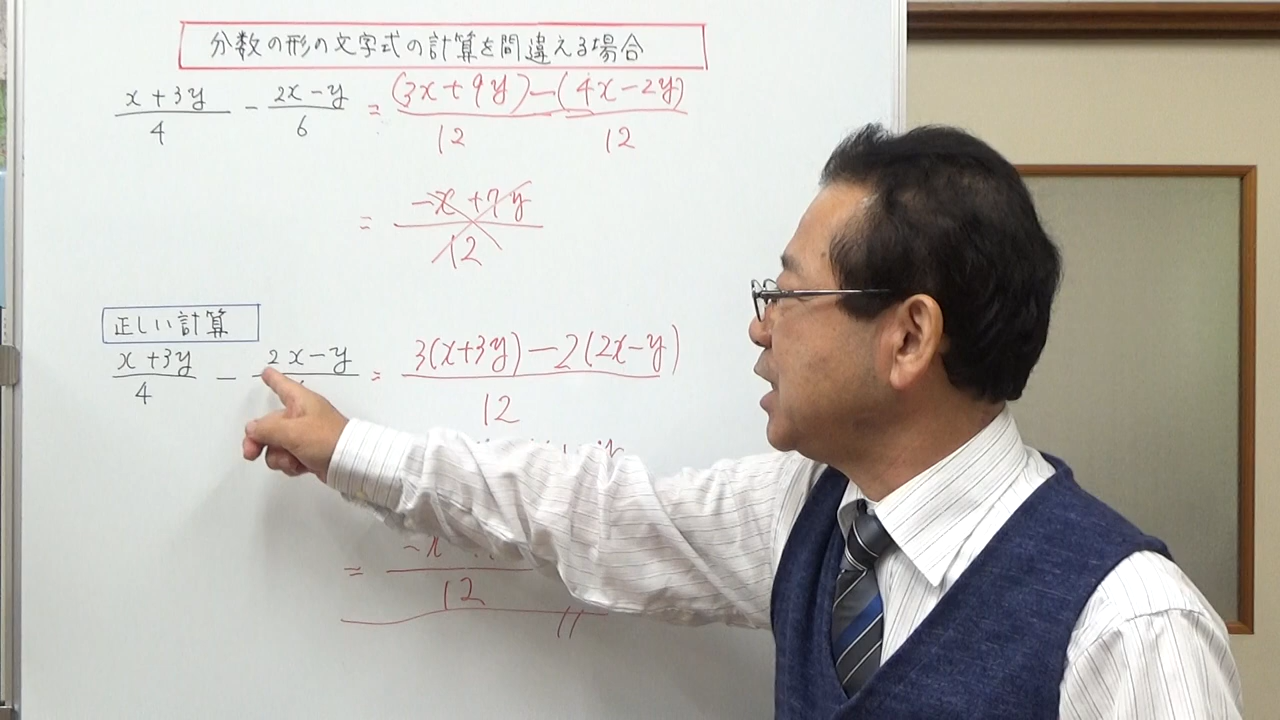 分数の形の文字式の計算を間違える場合
x+3y/4 - 2x-y/6 = (3x+9y)/12 - (4x-2y)/12
= -x+7y/12
正しい計算
x+3y/4 - 2x-y = 3(x+3y)-2(2x-y)/12
= -x/12